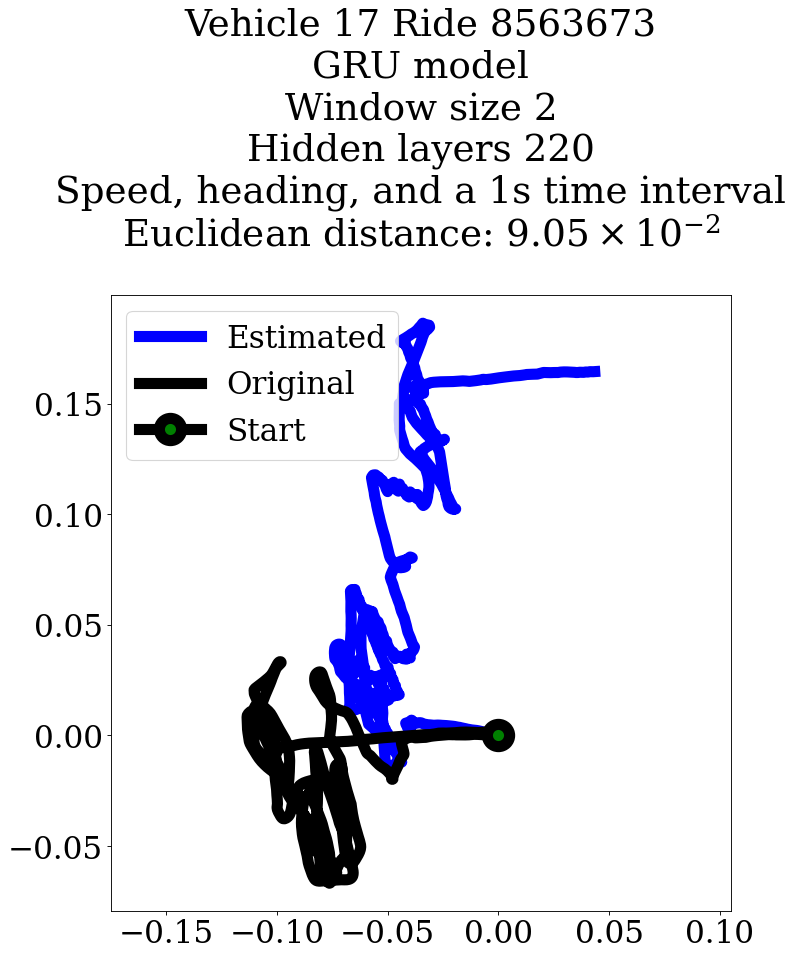 Vehicle 17 Ride 8563673
GRU model
Window size 2
Hidden layers 220
Speed, heading, and a 1s time interval
Euclidean distance: 9.05 × 10⁻²
Estimated
Original
Start
0.15
0.10
0.05
0.00
−0.05
−0.15 −0.10 −0.05 0.00 0.05 0.10